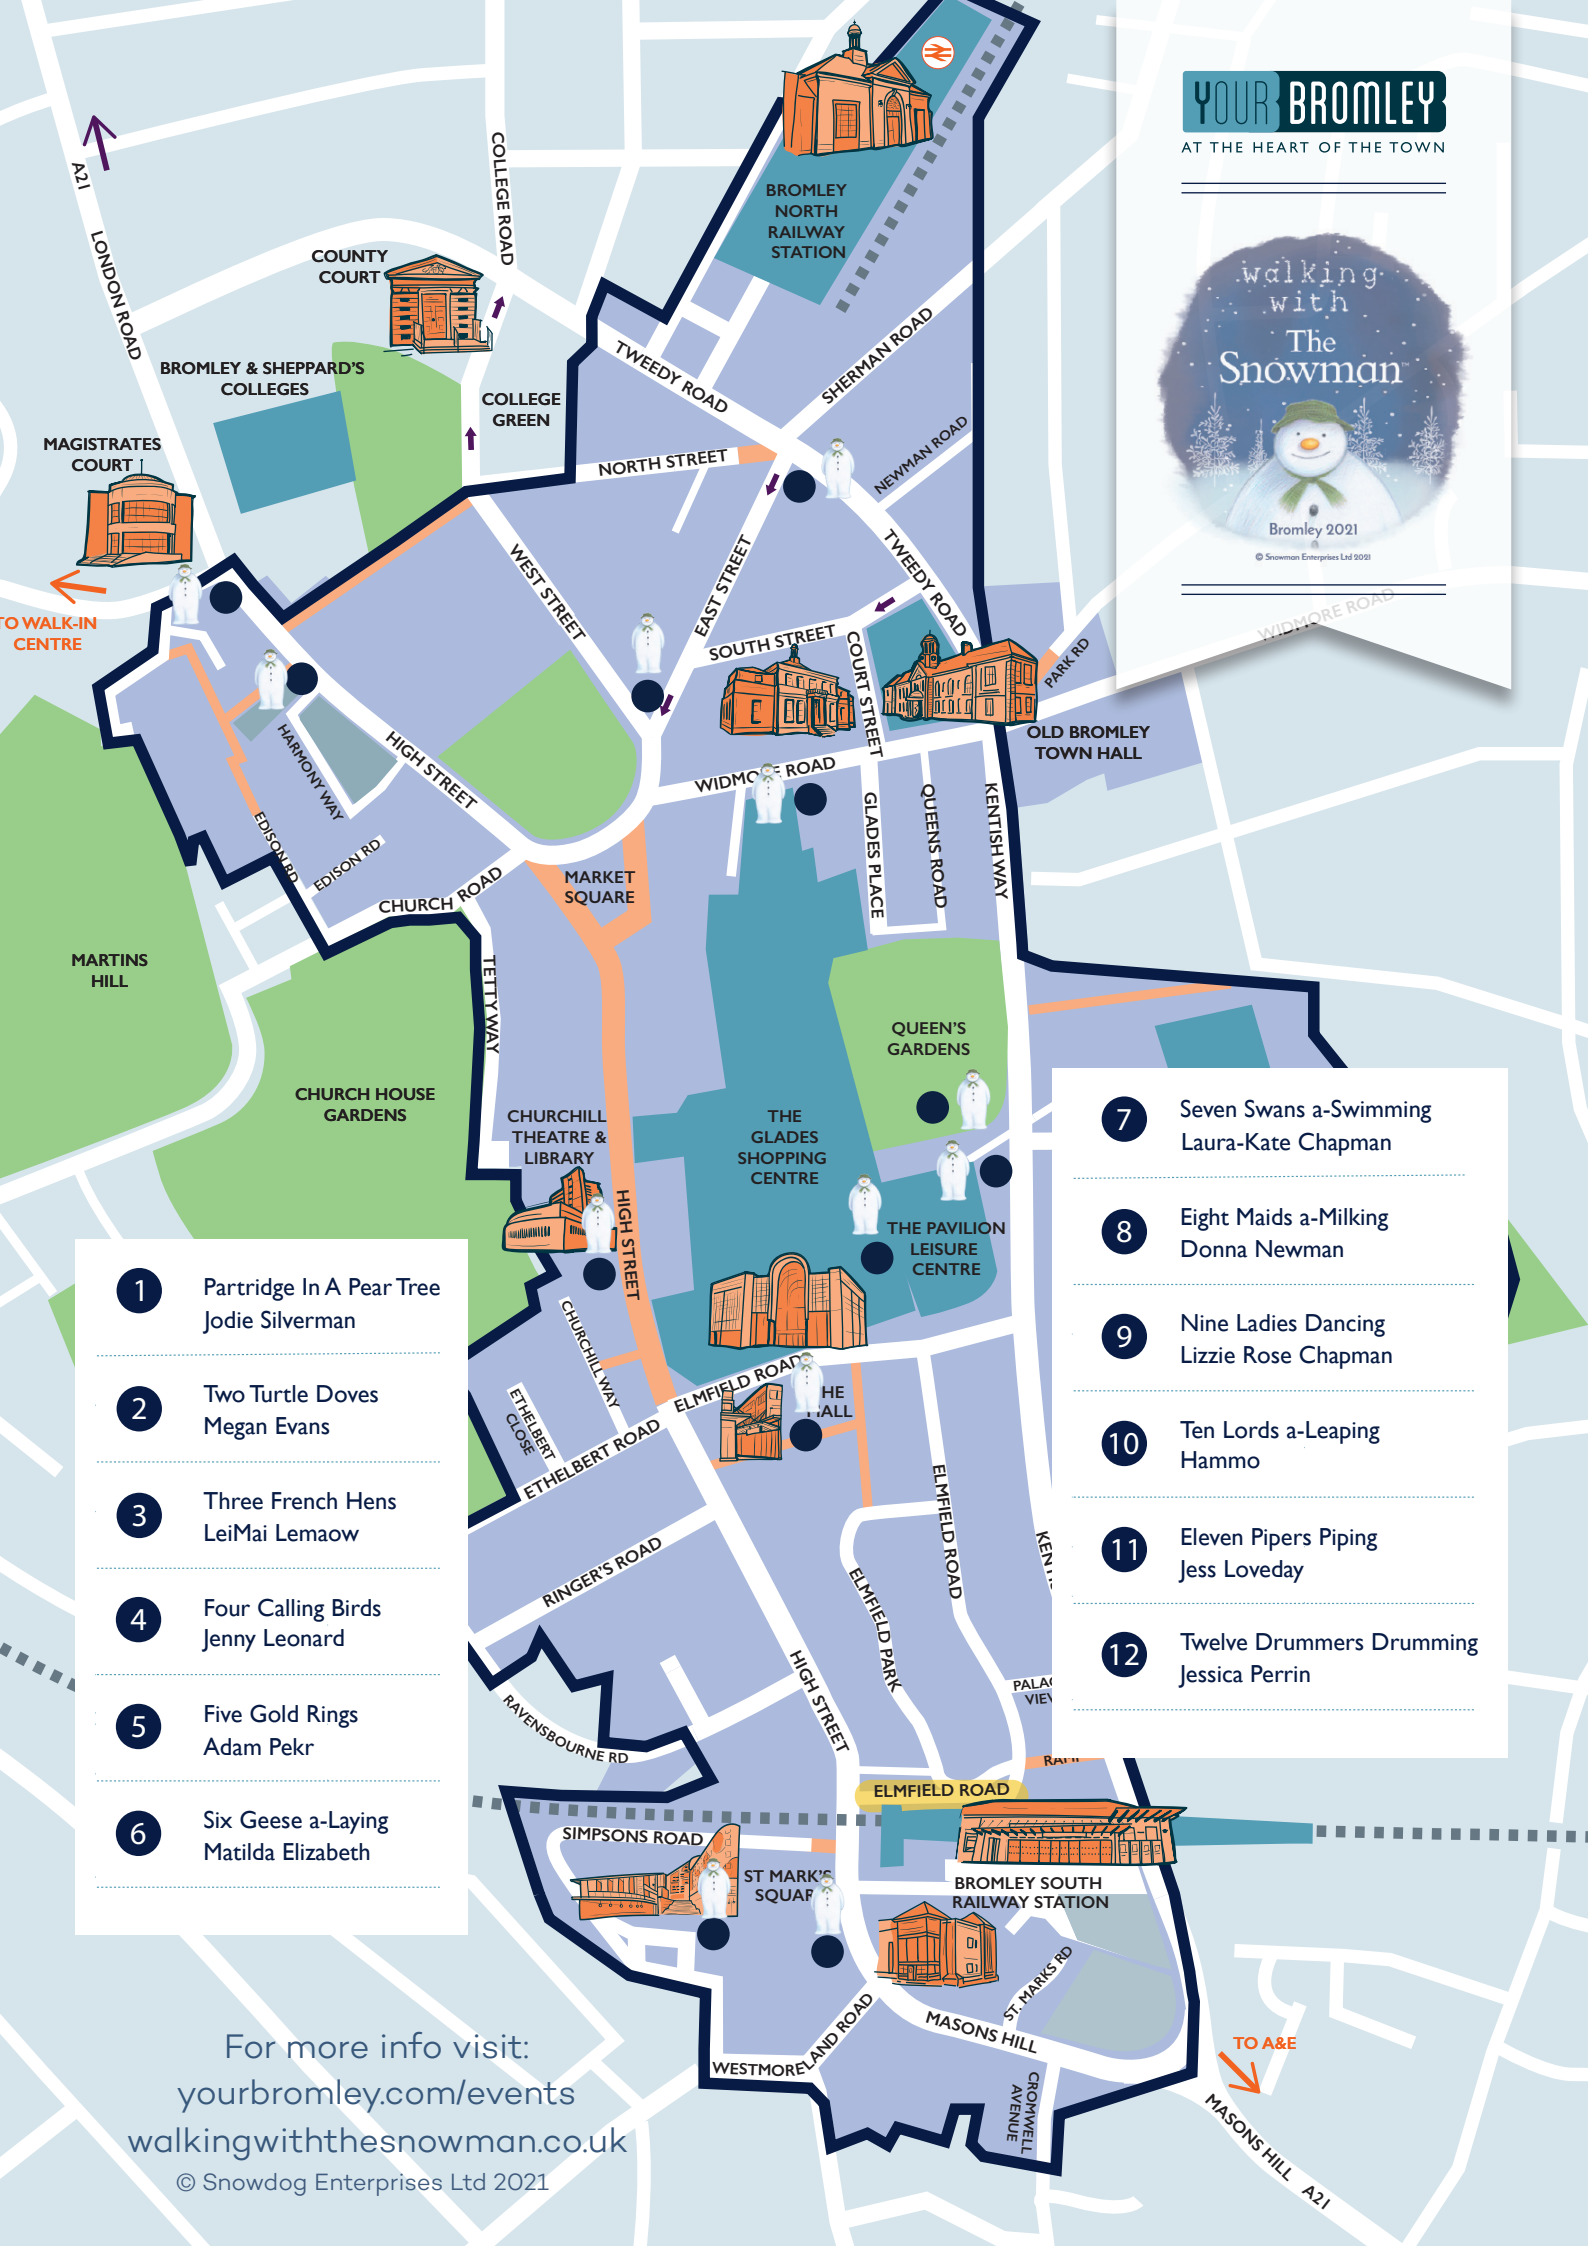 YOUR BROMLEY
AT THE HEART OF THE TOWN
walking
with
The
Snowman
Bromley 2021
© Snowman Enterprises Ltd 2021
WIDMORE ROAD
A21
LONDON ROAD
COLLEGE ROAD
COUNTY
COURT
BROMLEY
NORTH
RAILWAY
STATION
BROMLEY & SHEPPARD'S
COLLEGES
COLLEGE
GREEN
MAGISTRATES
COURT
TWEEDY ROAD
SHERMAN ROAD
NORTH STREET
NEWMAN ROAD
TO WALK-IN
CENTRE
WEST STREET
EAST STREET
TWEEDY ROAD
SOUTH STREET
COURT STREET
PARK RD
OLD BROMLEY
TOWN HALL
HARMONY WAY
HIGH STREET
WIDMORE ROAD
EDISON RD
EDISON RD
GLADES PLACE
QUEENS ROAD
KENTISH WAY
MARKET
SQUARE
CHURCH ROAD
MARTINS
HILL
TETTY WAY
QUEEN'S
GARDENS
CHURCH HOUSE
GARDENS
CHURCHILL
THEATRE &
LIBRARY
THE
GLADES
SHOPPING
CENTRE
HIGH STREET
THE PAVILION
LEISURE
CENTRE
CHURCHILL WAY
ELMFIELD ROAD
THE
MALL
ETHELBERT
CLOSE
ETHELBERT ROAD
RINGER'S ROAD
ELMFIELD ROAD
ELMFIELD PARK
HIGH STREET
RAVENSBOURNE RD
ELMFIELD ROAD
SIMPSONS ROAD
ST MARK'S
SQUARE
BROMLEY SOUTH
RAILWAY STATION
ST. MARKS RD
MASONS HILL
WESTMORELAND ROAD
CROMWELL
AVENUE
TO A&E
MASONS HILL A21
1 Partridge In A Pear Tree
Jodie Silverman
2 Two Turtle Doves
Megan Evans
3 Three French Hens
LeiMai Lemaow
4 Four Calling Birds
Jenny Leonard
5 Five Gold Rings
Adam Pekr
6 Six Geese a-Laying
Matilda Elizabeth
7 Seven Swans a-Swimming
Laura-Kate Chapman
8 Eight Maids a-Milking
Donna Newman
9 Nine Ladies Dancing
Lizzie Rose Chapman
10 Ten Lords a-Leaping
Hammo
11 Eleven Pipers Piping
Jess Loveday
12 Twelve Drummers Drumming
Jessica Perrin
For more info visit:
yourbromley.com/events
walkingwiththesnowman.co.uk
© Snowdog Enterprises Ltd 2021